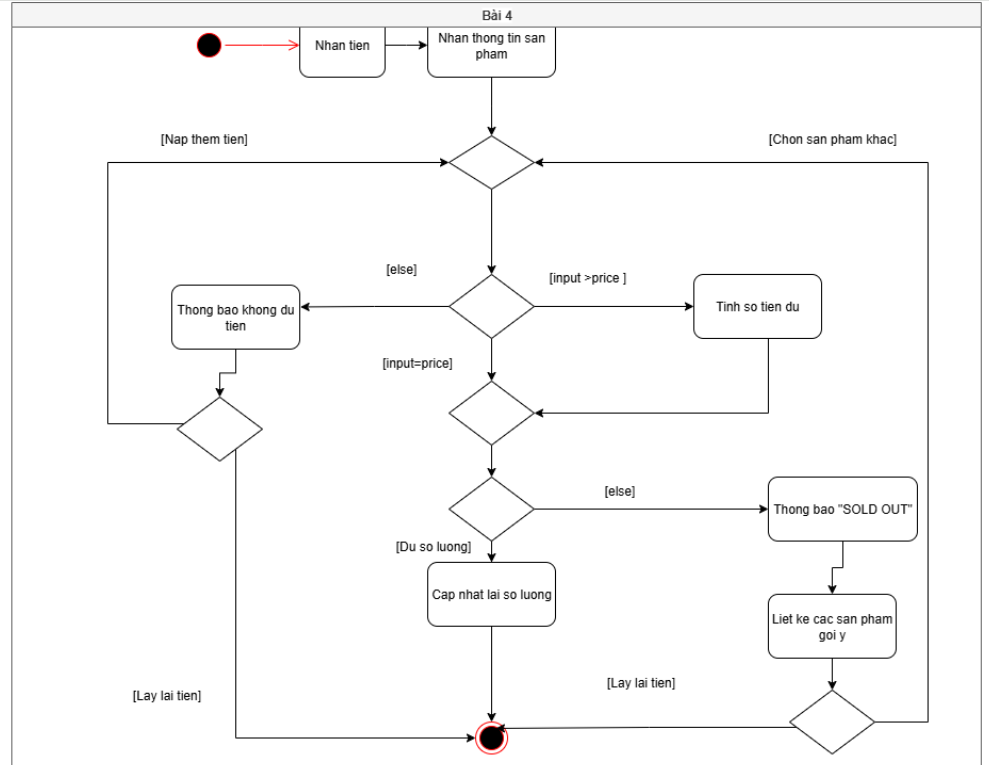 Bài 4
Nhan tien
Nhan thong tin san
pham
[Nap them tien]
[Chon san pham khac]
[else]
[input >price ]
Thong bao khong du
tien
Tinh so tien du
[input=price]
[else]
Thong bao "SOLD OUT"
[Du so luong]
Cap nhat lai so luong
Liet ke cac san pham
goi y
[Lay lai tien]
[Lay lai tien]